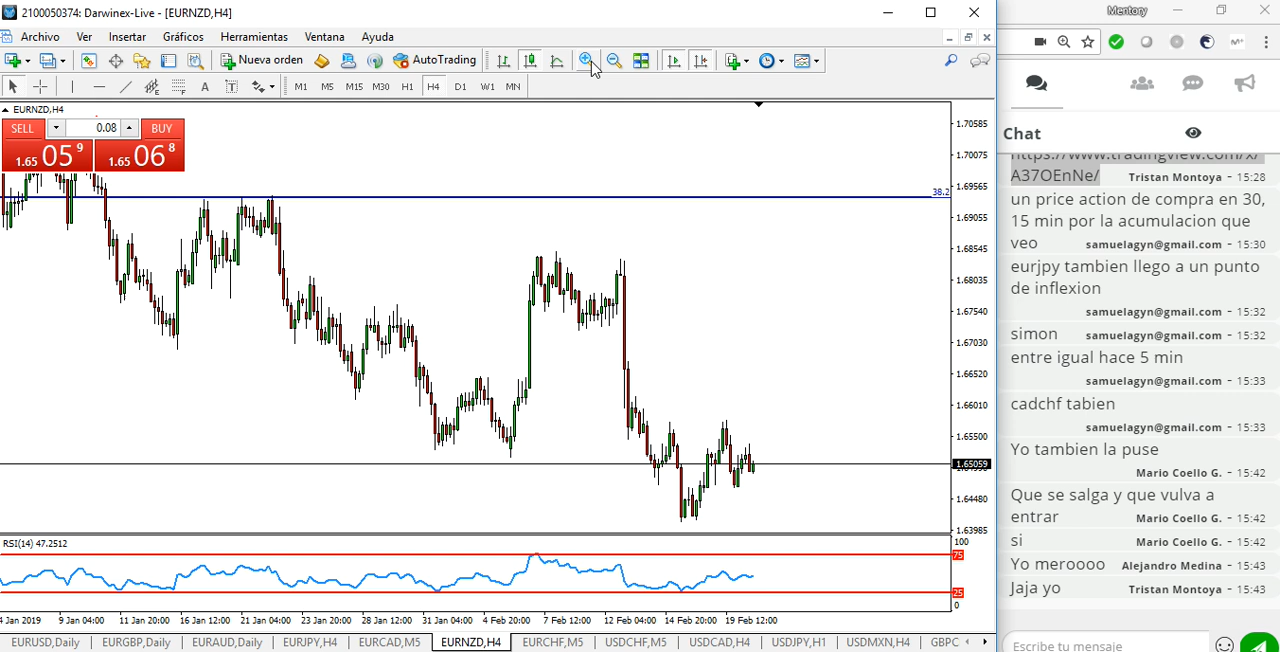 2100050374: Darwinex-Live - [EURNZD,H4]
Mentory
Archivo Ver Insertar Gráficos Herramientas Ventana Ayuda
Nueva orden AutoTrading
A T M1 M5 M15 M30 H1 H4 D1 W1 MN
EURNZD,H4
SELL 0.08 BUY
1.65 05 9 1.65 06 8
38.2
1.70585
1.70075
1.69565
1.69055
1.68545
1.68035
1.67540
1.67030
1.66520
1.66010
1.65500
1.65059
1.64480
1.63985
RSI(14) 47.2512
100
75
25
0
4 Jan 2019 9 Jan 04:00 11 Jan 20:00 16 Jan 12:00 21 Jan 04:00 23 Jan 20:00 28 Jan 12:00 31 Jan 04:00 4 Feb 20:00 7 Feb 12:00 12 Feb 04:00 14 Feb 20:00 19 Feb 12:00
EURUSD,Daily EURGBP,Daily EURAUD,Daily EURJPY,H4 EURCAD,M5 EURNZD,H4 EURCHF,M5 USDCHF,M5 USDCAD,H4 USDJPY,H1 USDMXN,H4 GBPC
Chat
https://www.tradingview.com/x/
A37OEnNe/ Tristan Montoya - 15:28
un price action de compra en 30,
15 min por la acumulacion que
veo samuelagyn@gmail.com - 15:30
eurjpy tambien llego a un punto
de inflexion
samuelagyn@gmail.com - 15:32
simon samuelagyn@gmail.com - 15:32
entre igual hace 5 min
samuelagyn@gmail.com - 15:33
cadchf tabien
samuelagyn@gmail.com - 15:33
Yo tambien la puse
Mario Coello G. - 15:42
Que se salga y que vulva a
entrar Mario Coello G. - 15:42
si Mario Coello G. - 15:42
Yo meroooo Alejandro Medina - 15:43
Jaja yo Tristan Montoya - 15:43
Escribe tu mensaje